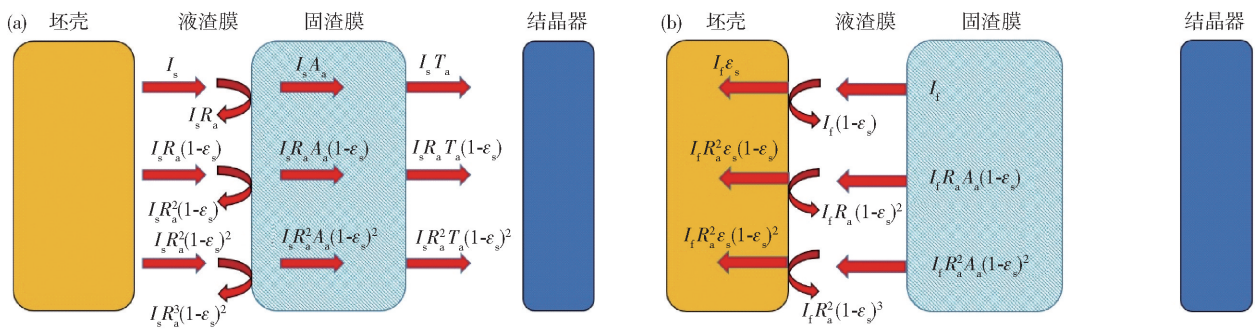 (a) 坯壳 液渣膜 固渣膜 结晶器
I_s I_sA_a I_sT_a
I_sR_a
I_sR_a(1-ε_s) I_sR_aA_a(1-ε_s) I_sR_aT_a(1-ε_s)
I_sR_a^2(1-ε_s)
I_sR_a^2(1-ε_s)^2 I_sR_a^2A_a(1-ε_s)^2 I_sR_a^2T_a(1-ε_s)^2
I_sR_a^3(1-ε_s)^2
(b) 坯壳 液渣膜 固渣膜 结晶器
I_fε_s I_f
I_f(1-ε_s)
I_fR_a^2ε_s(1-ε_s) I_fR_aA_a(1-ε_s)
I_fR_a(1-ε_s)^2
I_fR_a^2ε_s(1-ε_s)^2 I_fR_a^2A_a(1-ε_s)^2
I_fR_a^2(1-ε_s)^3